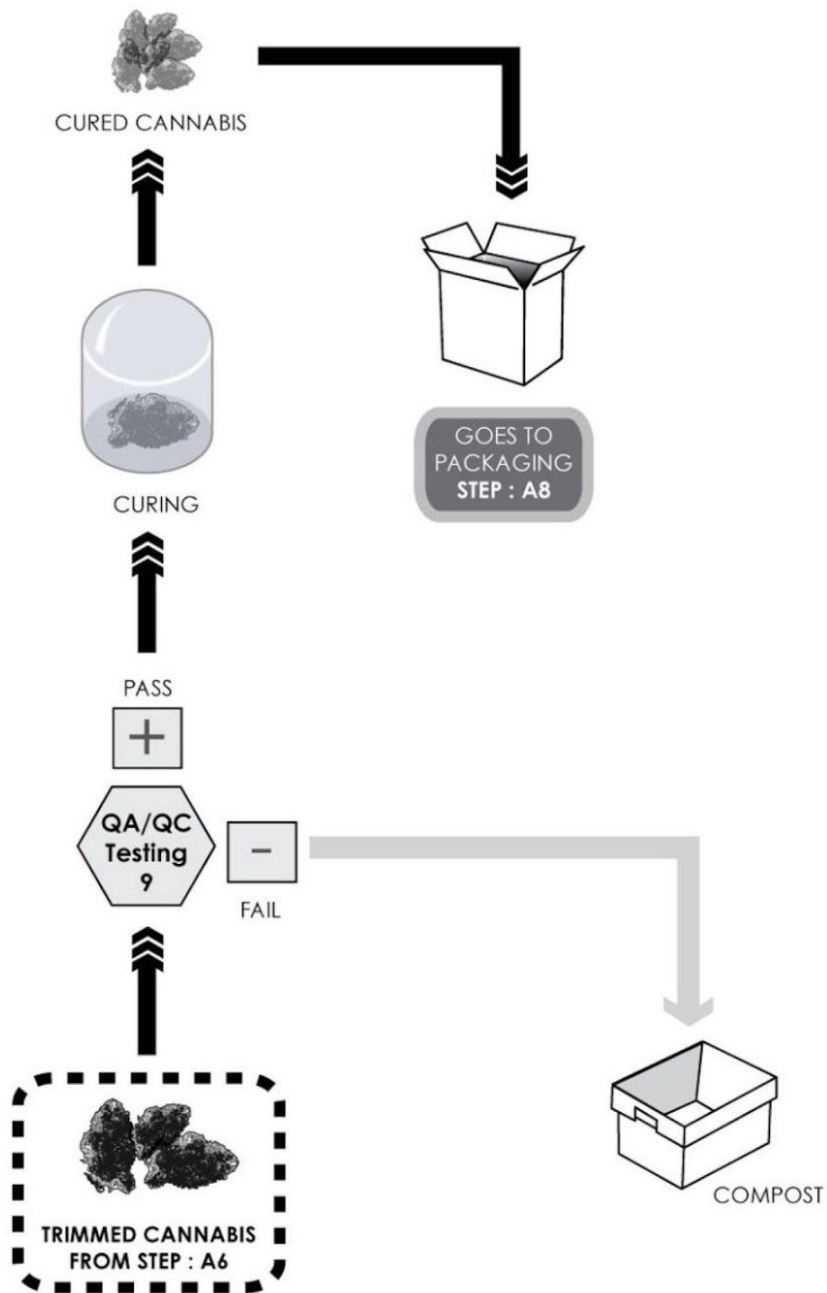 CURED CANNABIS
GOES TO
PACKAGING
STEP : A8
CURING
PASS
+
QA/QC
Testing
9
-
FAIL
COMPOST
TRIMMED CANNABIS
FROM STEP : A6